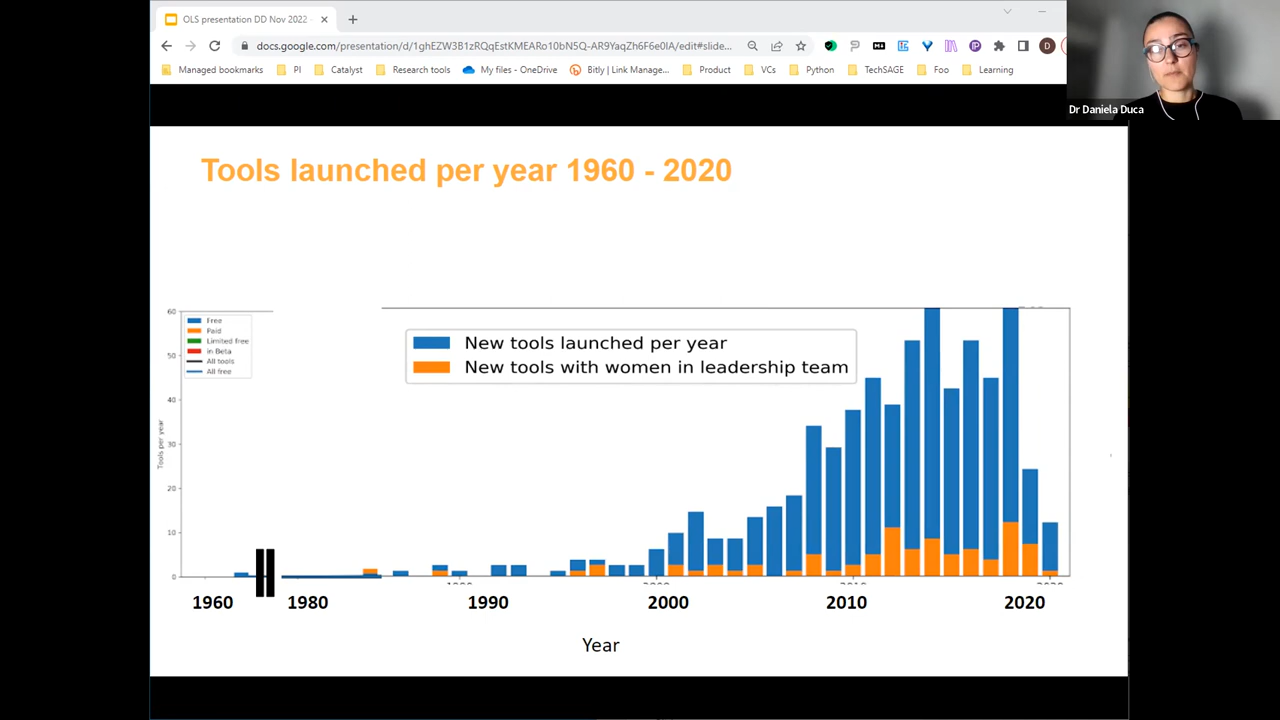 OLS presentation DD Nov 2022
docs.google.com/presentation/d/1ghEZW3B1zRQqEstKMEARo10bN5Q-AR9YaqZh6F6e0IA/edit#slide...
Managed bookmarks PI Catalyst Research tools My files - OneDrive Bitly | Link Manage... Product VCs Python TechSAGE Foo Learning
Dr Daniela Duca
Tools launched per year 1960 - 2020
Free
Paid
Limited free
in Beta
All tools
All free
New tools launched per year
New tools with women in leadership team
Tools per year
60
50
40
30
20
10
0
1960 1980 1990 2000 2010 2020
Year